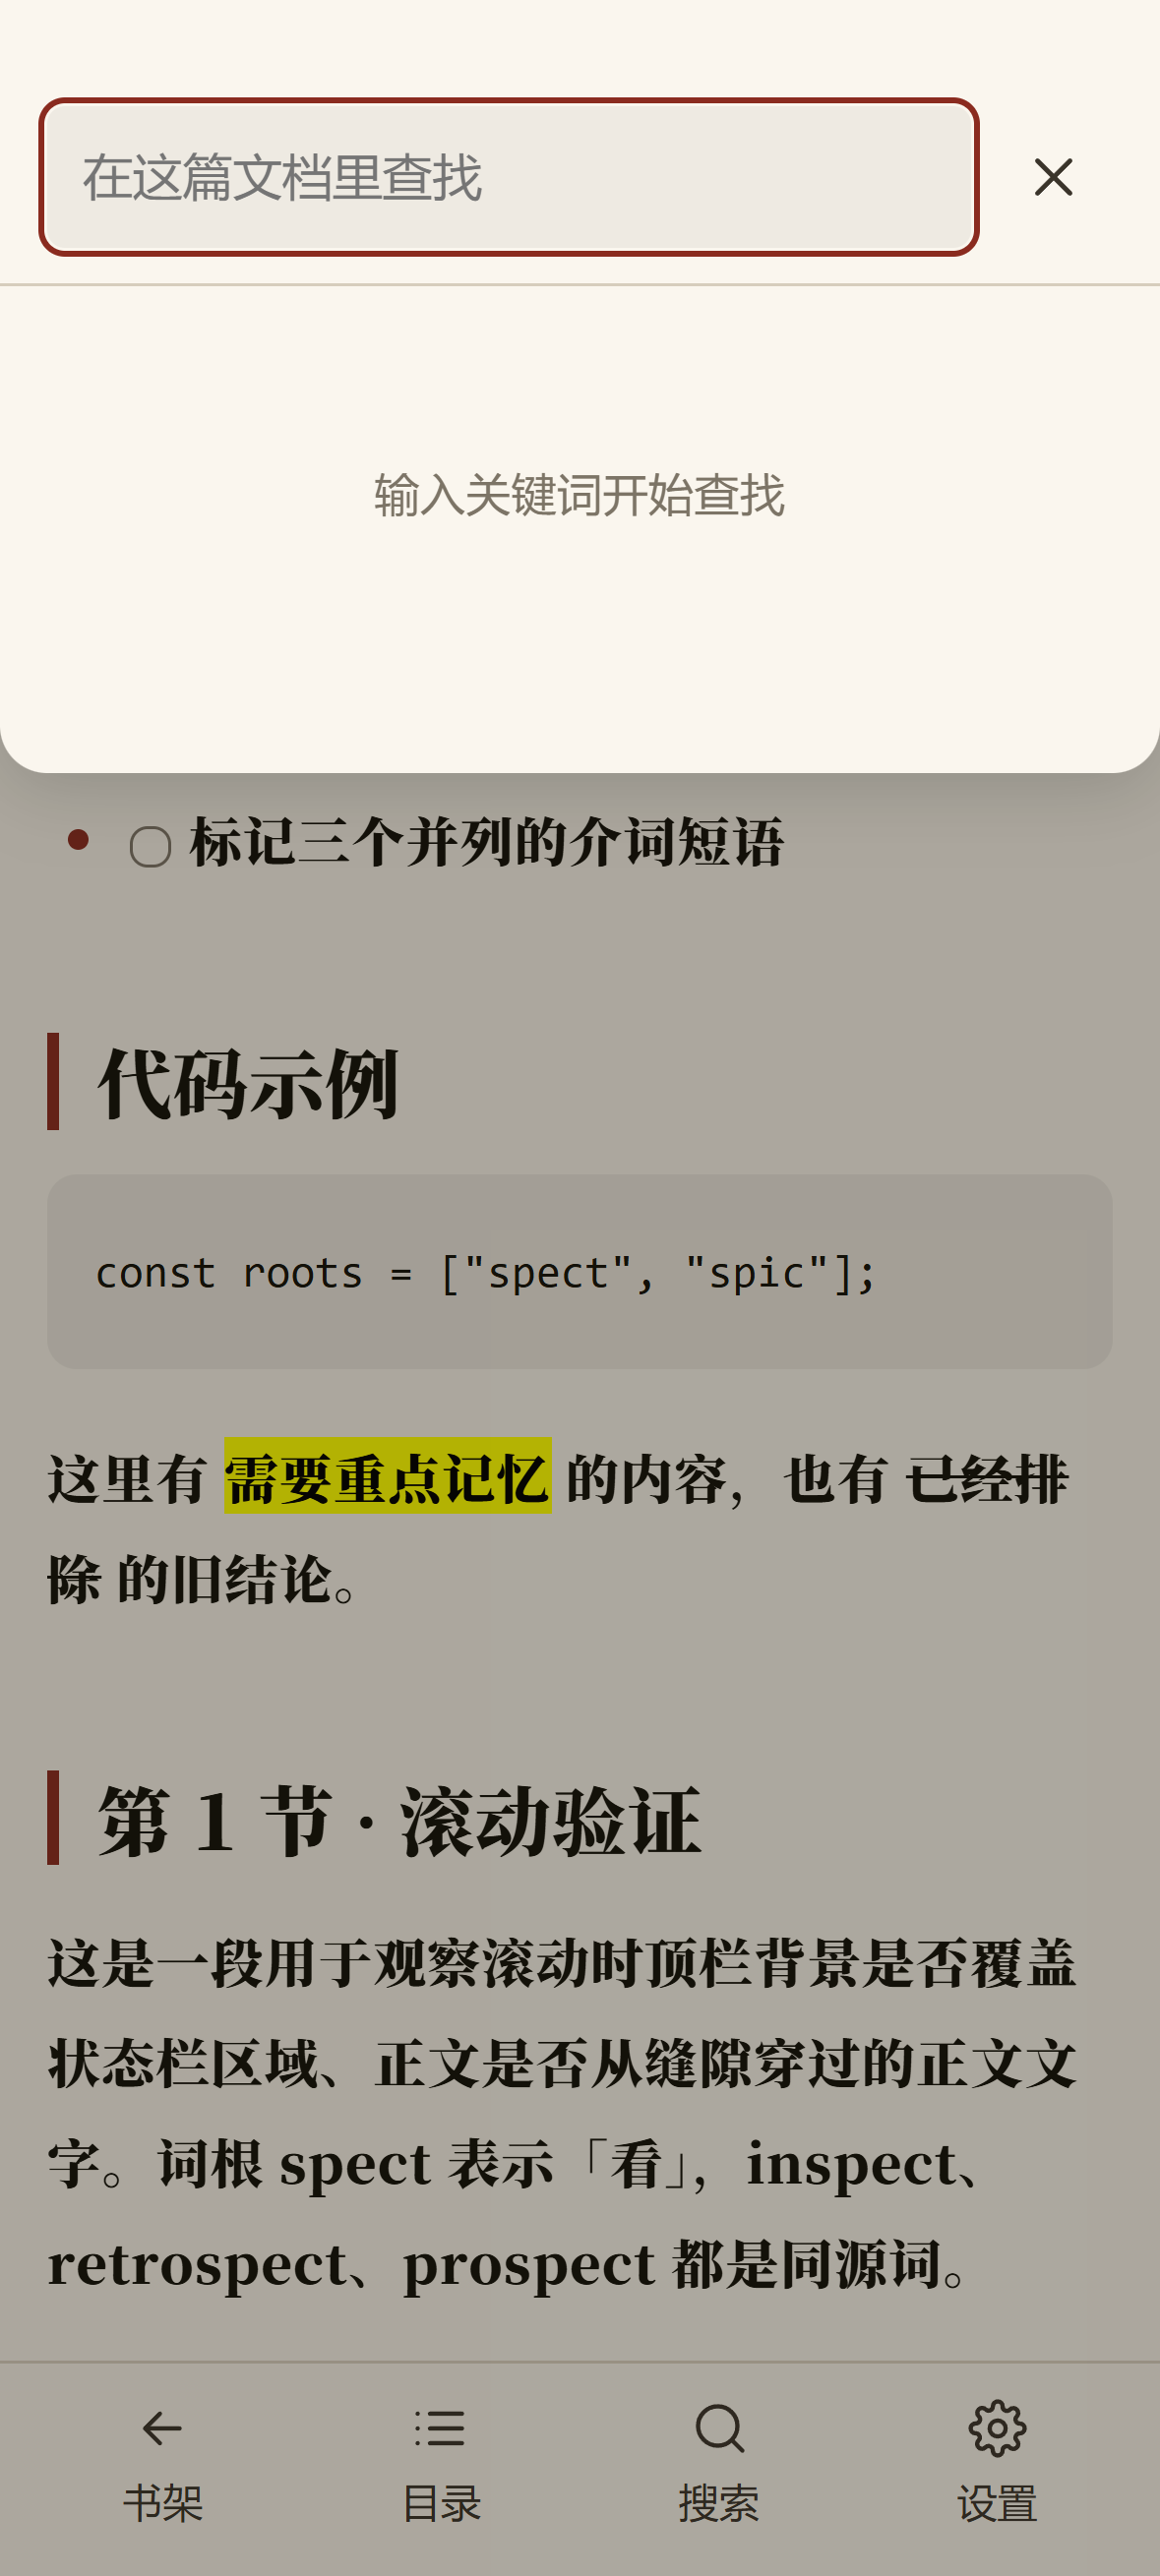 在这篇文档里查找
输入关键词开始查找
标记三个并列的介词短语
代码示例
const roots = ["spect", "spic"];
这里有 需要重点记忆 的内容，也有 已经排
除 的旧结论。
第 1 节 · 滚动验证
这是一段用于观察滚动时顶栏背景是否覆盖
状态栏区域、正文是否从缝隙穿过的正文文
字。词根 spect 表示「看」，inspect、
retrospect、prospect 都是同源词。
书架 目录 搜索 设置